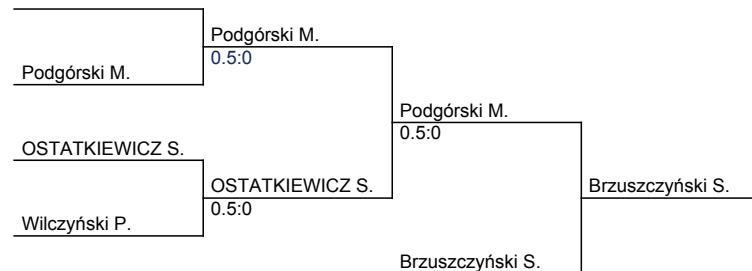 Podgórski M.
0.5:0
Podgórski M.
Podgórski M.
0.5:0
OSTATKIEWICZ S.
OSTATKIEWICZ S.
0.5:0
Brzuszczyński S.
Wilczyński P.
Brzuszczyński S.